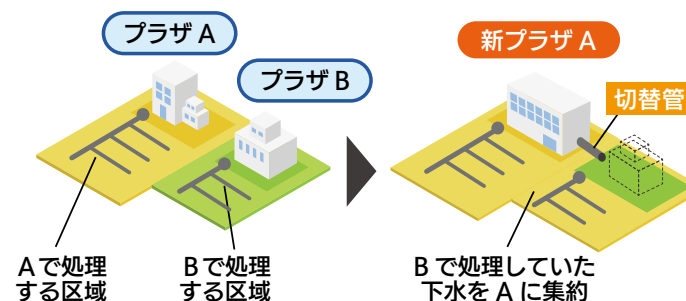 プラザ A
プラザ B
新プラザ A
切替管
Aで処理
する区域
Bで処理
する区域
B で処理していた
下水を A に集約